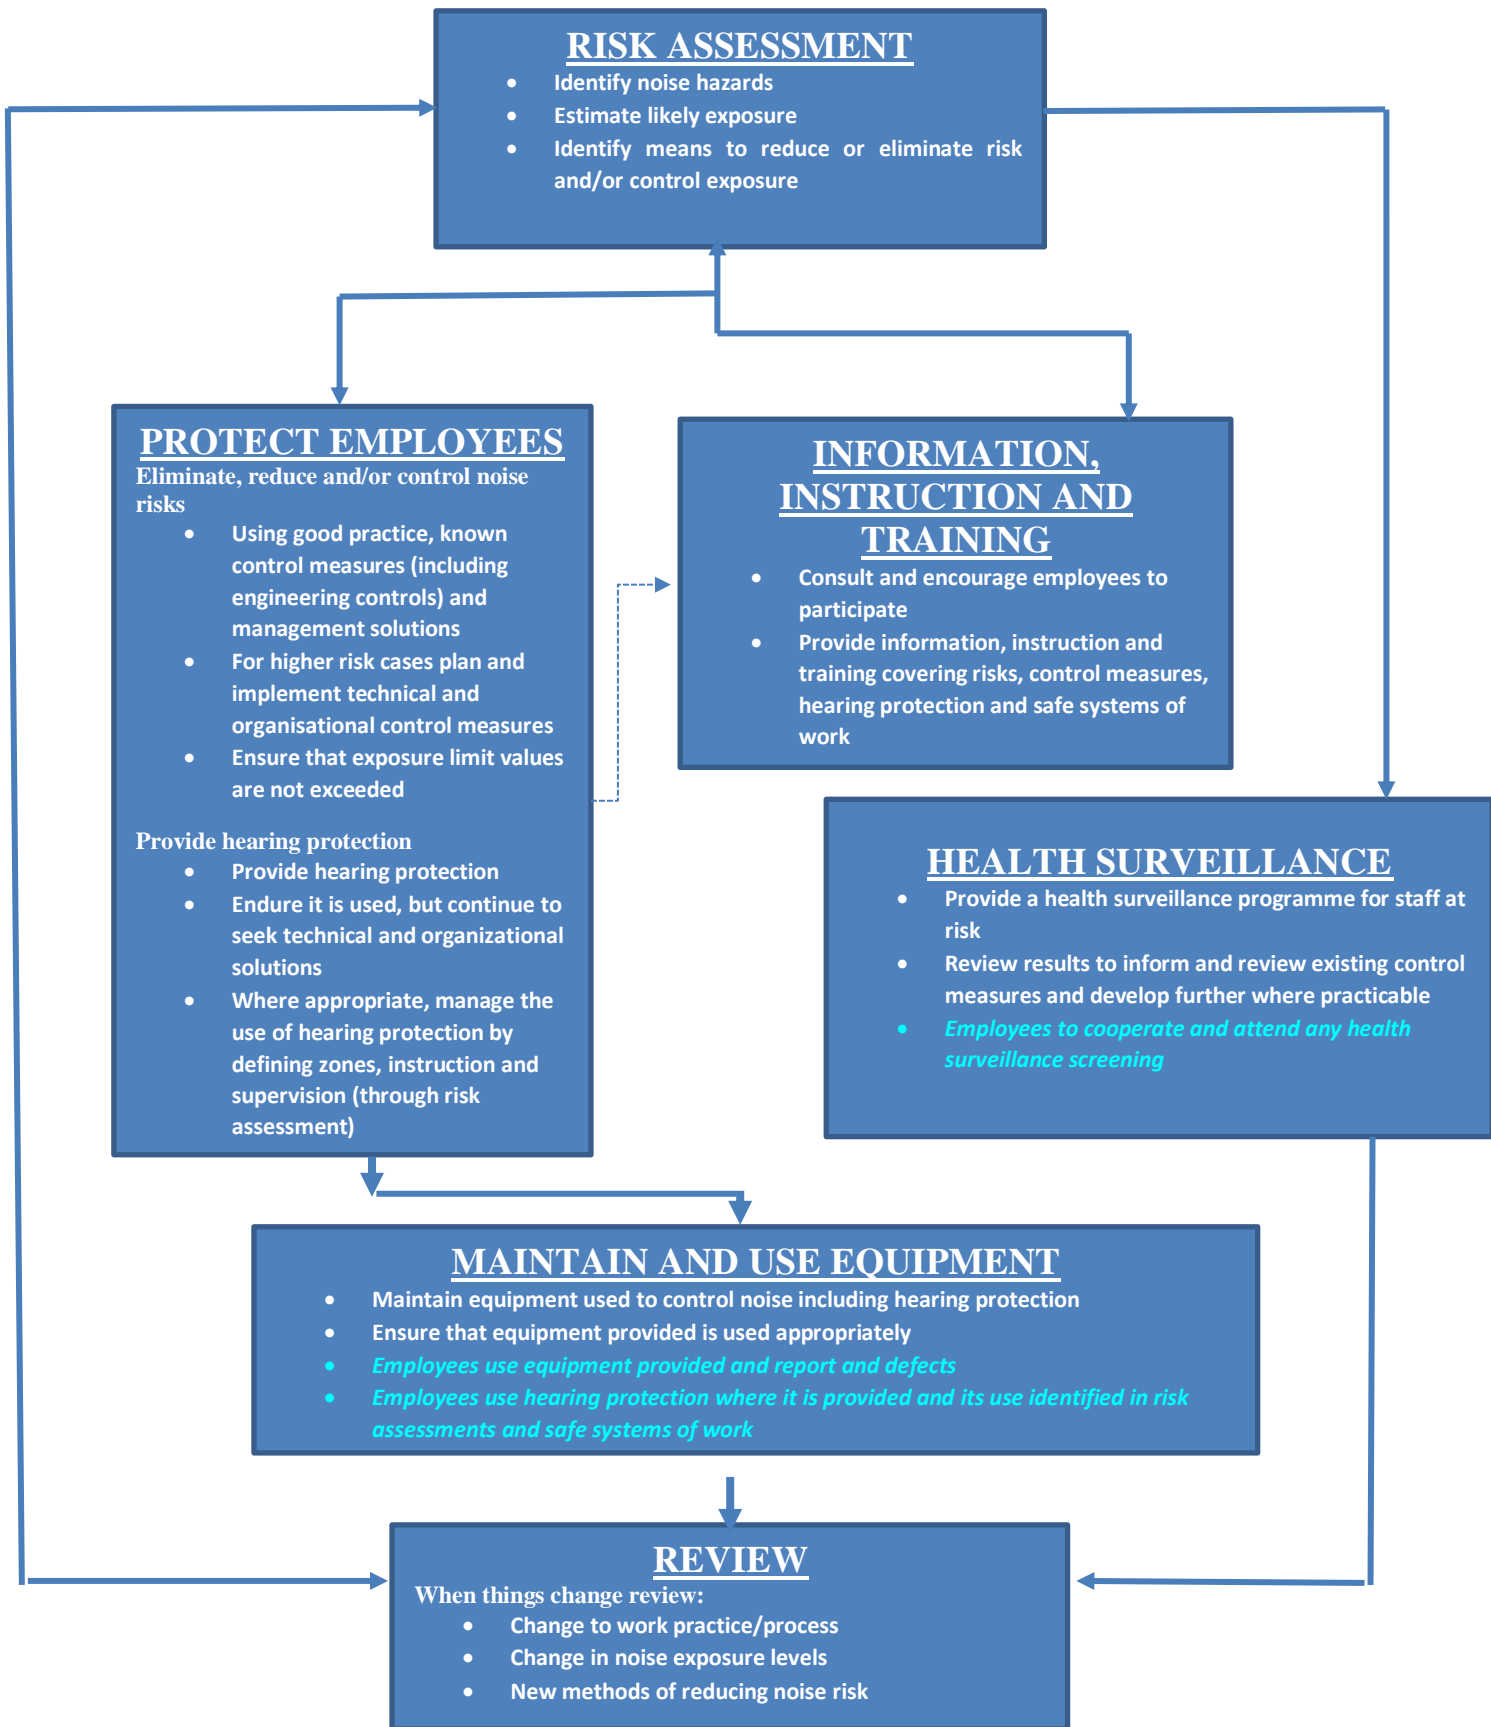 RISK ASSESSMENT
• Identify noise hazards
• Estimate likely exposure
• Identify means to reduce or eliminate risk
and/or control exposure
PROTECT EMPLOYEES
Eliminate, reduce and/or control noise
risks
• Using good practice, known
control measures (including
engineering controls) and
management solutions
• For higher risk cases plan and
implement technical and
organisational control measures
• Ensure that exposure limit values
are not exceeded
Provide hearing protection
• Provide hearing protection
• Endure it is used, but continue to
seek technical and organizational
solutions
• Where appropriate, manage the
use of hearing protection by
defining zones, instruction and
supervision (through risk
assessment)
INFORMATION,
INSTRUCTION AND
TRAINING
• Consult and encourage employees to
participate
• Provide information, instruction and
training covering risks, control measures,
hearing protection and safe systems of
work
HEALTH SURVEILLANCE
• Provide a health surveillance programme for staff at
risk
• Review results to inform and review existing control
measures and develop further where practicable
• Employees to cooperate and attend any health
surveillance screening
MAINTAIN AND USE EQUIPMENT
• Maintain equipment used to control noise including hearing protection
• Ensure that equipment provided is used appropriately
• Employees use equipment provided and report and defects
• Employees use hearing protection where it is provided and its use identified in risk
assessments and safe systems of work
REVIEW
When things change review:
• Change to work practice/process
• Change in noise exposure levels
• New methods of reducing noise risk